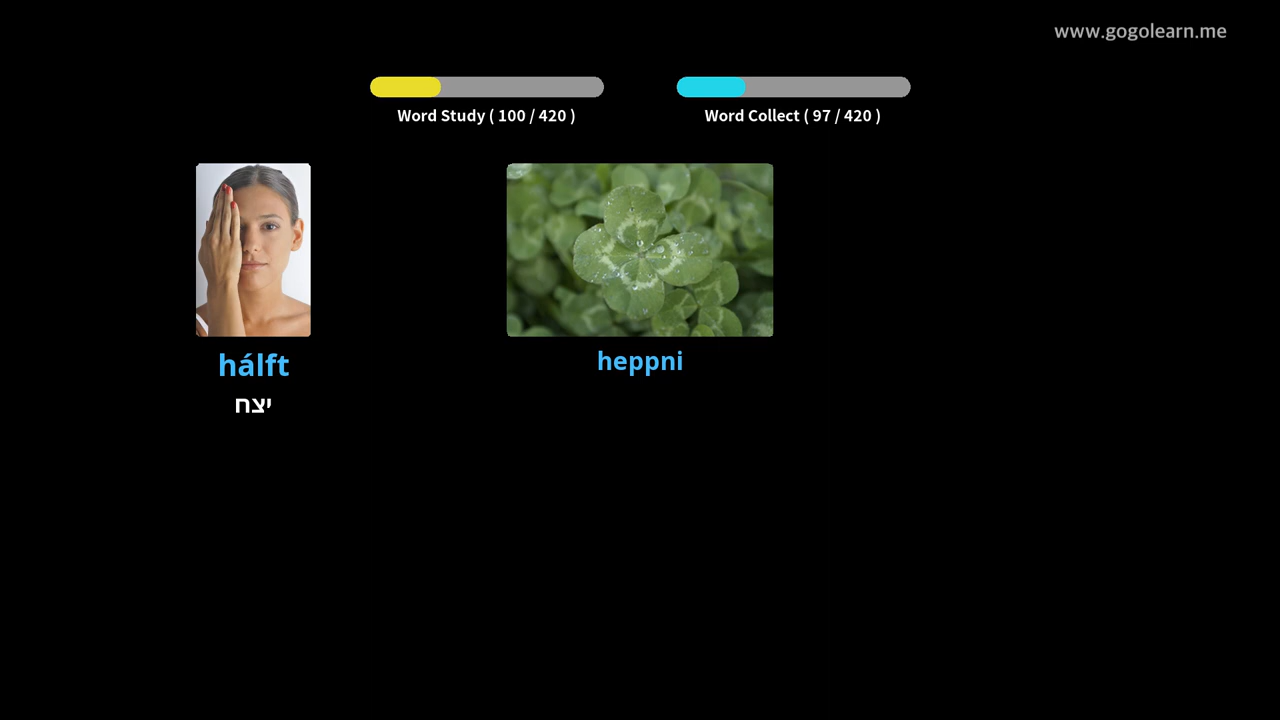 www.gogolearn.me
Word Study ( 100 / 420 )
Word Collect ( 97 / 420 )
hálft
יצח
heppni